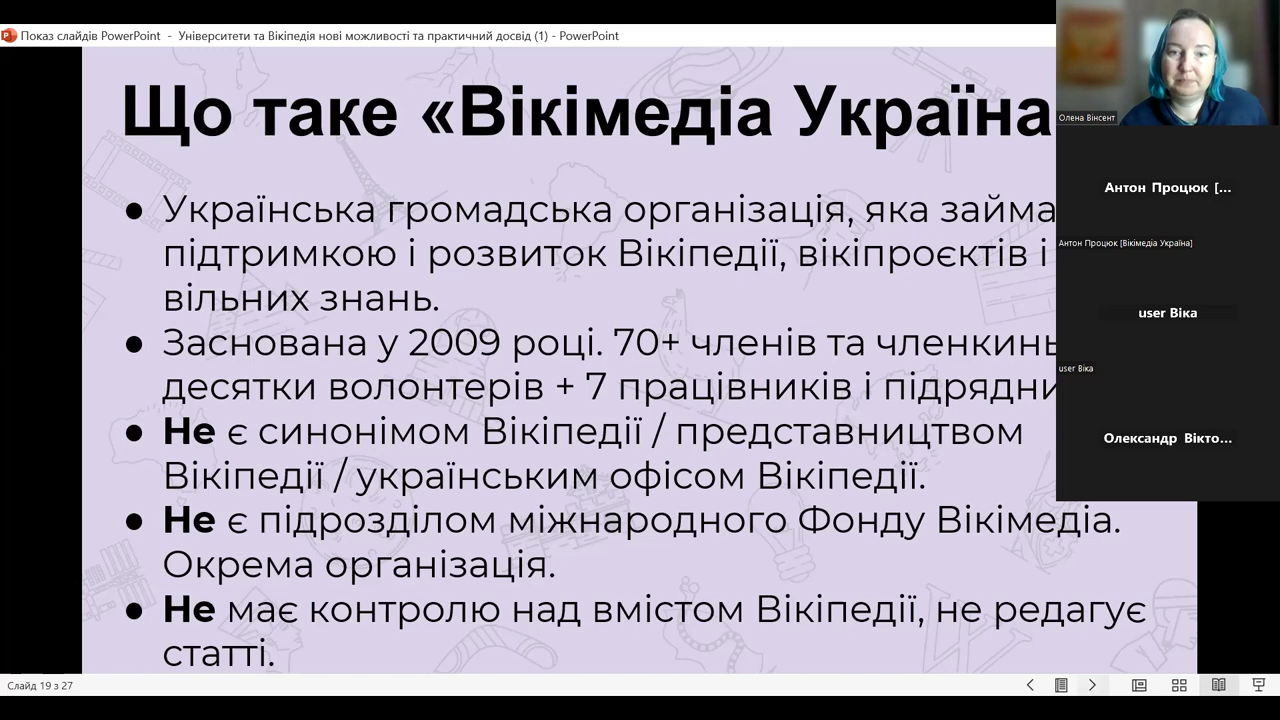 Показ слайдів PowerPoint - Університети та Вікіпедія нові можливості та практичний досвід (1) - PowerPoint
Що таке «Вікімедіа Україна
● Українська громадська організація, яка займа
підтримкою і розвиток Вікіпедії, вікіпроєктів і
вільних знань.
● Заснована у 2009 році. 70+ членів та членкинь
десятки волонтерів + 7 працівників і підрядни
● Не є синонімом Вікіпедії / представництвом
Вікіпедії / українським офісом Вікіпедії.
● Не є підрозділом міжнародного Фонду Вікімедіа.
Окрема організація.
● Не має контролю над вмістом Вікіпедії, не редагує
статті.
Олена Вінсент
Антон Процюк [...
Антон Процюк [Вікімедіа Україна]
user Віка
user Віка
Олександр Вікто...
Слайд 19 з 27